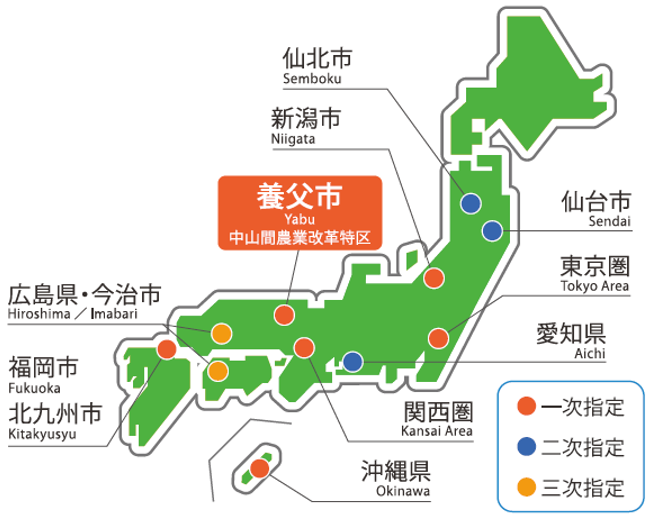 仙北市
Semboku
新潟市
Niigata
養父市
Yabu
中山間農業改革特区
仙台市
Sendai
東京圏
Tokyo Area
広島県・今治市
Hiroshima／Imabari
愛知県
Aichi
福岡市
Fukuoka
北九州市
Kitakyusyu
関西圏
Kansai Area
沖縄県
Okinawa
一次指定
二次指定
三次指定